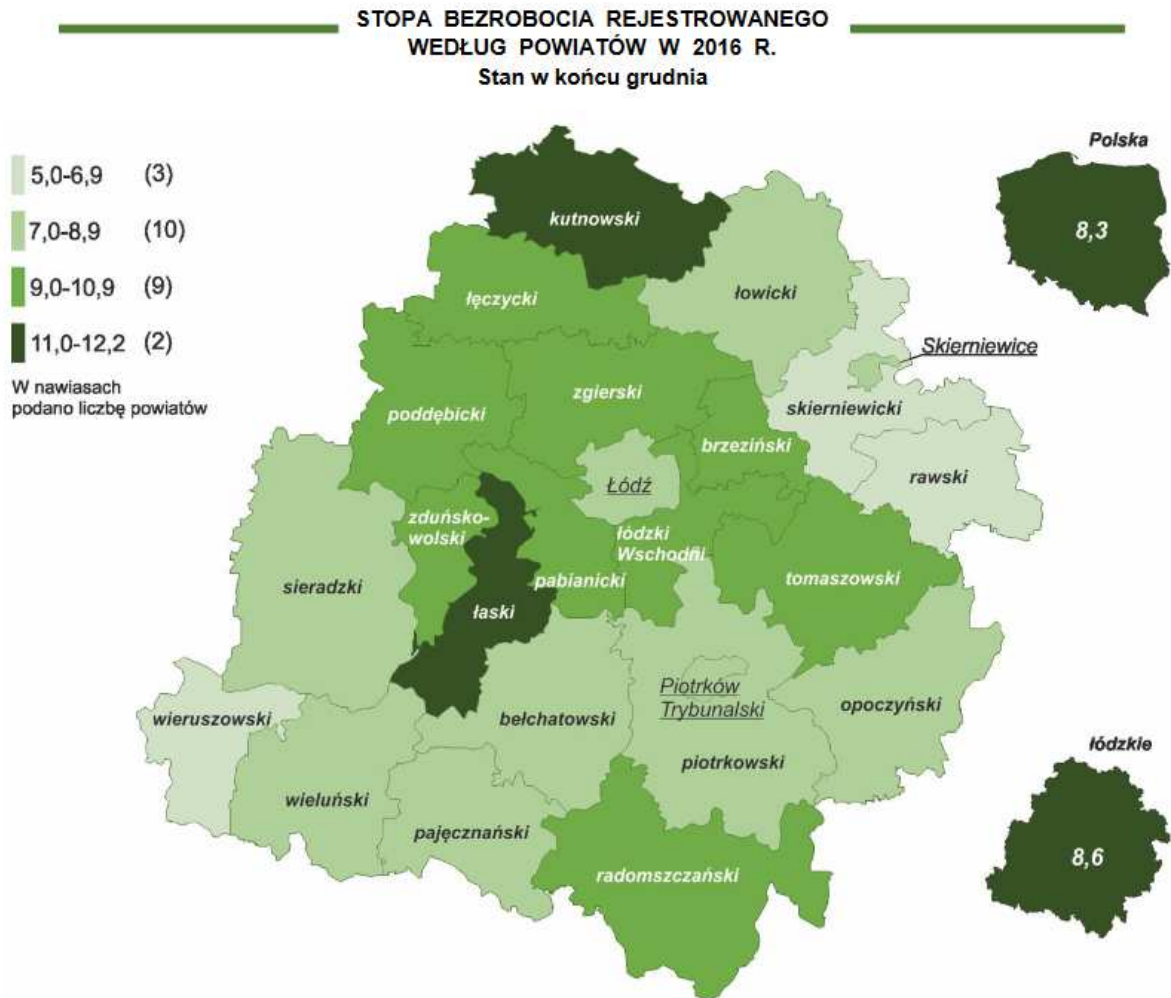 STOPA BEZROBOCIA REJESTROWANEGO
WEDŁUG POWIATÓW W 2016 R.
Stan w końcu grudnia
5,0-6,9 (3)
7,0-8,9 (10)
9,0-10,9 (9)
11,0-12,2 (2)
W nawiasach
podano liczbę powiatów
Polska
8,3
kutnowski
łęczycki
łowicki
Skierniewice
skierniewicki
zgierski
poddębicki
brzeziński
rawski
Łódź
zduńsko-
wolski
łódzki
Wschodni
sieradzki
pabianicki
tomaszowski
łaski
Piotrków
Trybunalski
opoczyński
wieruszowski
bełchatowski
piotrkowski
wieluński
pajęcznański
radomszczański
łódzkie
8,6